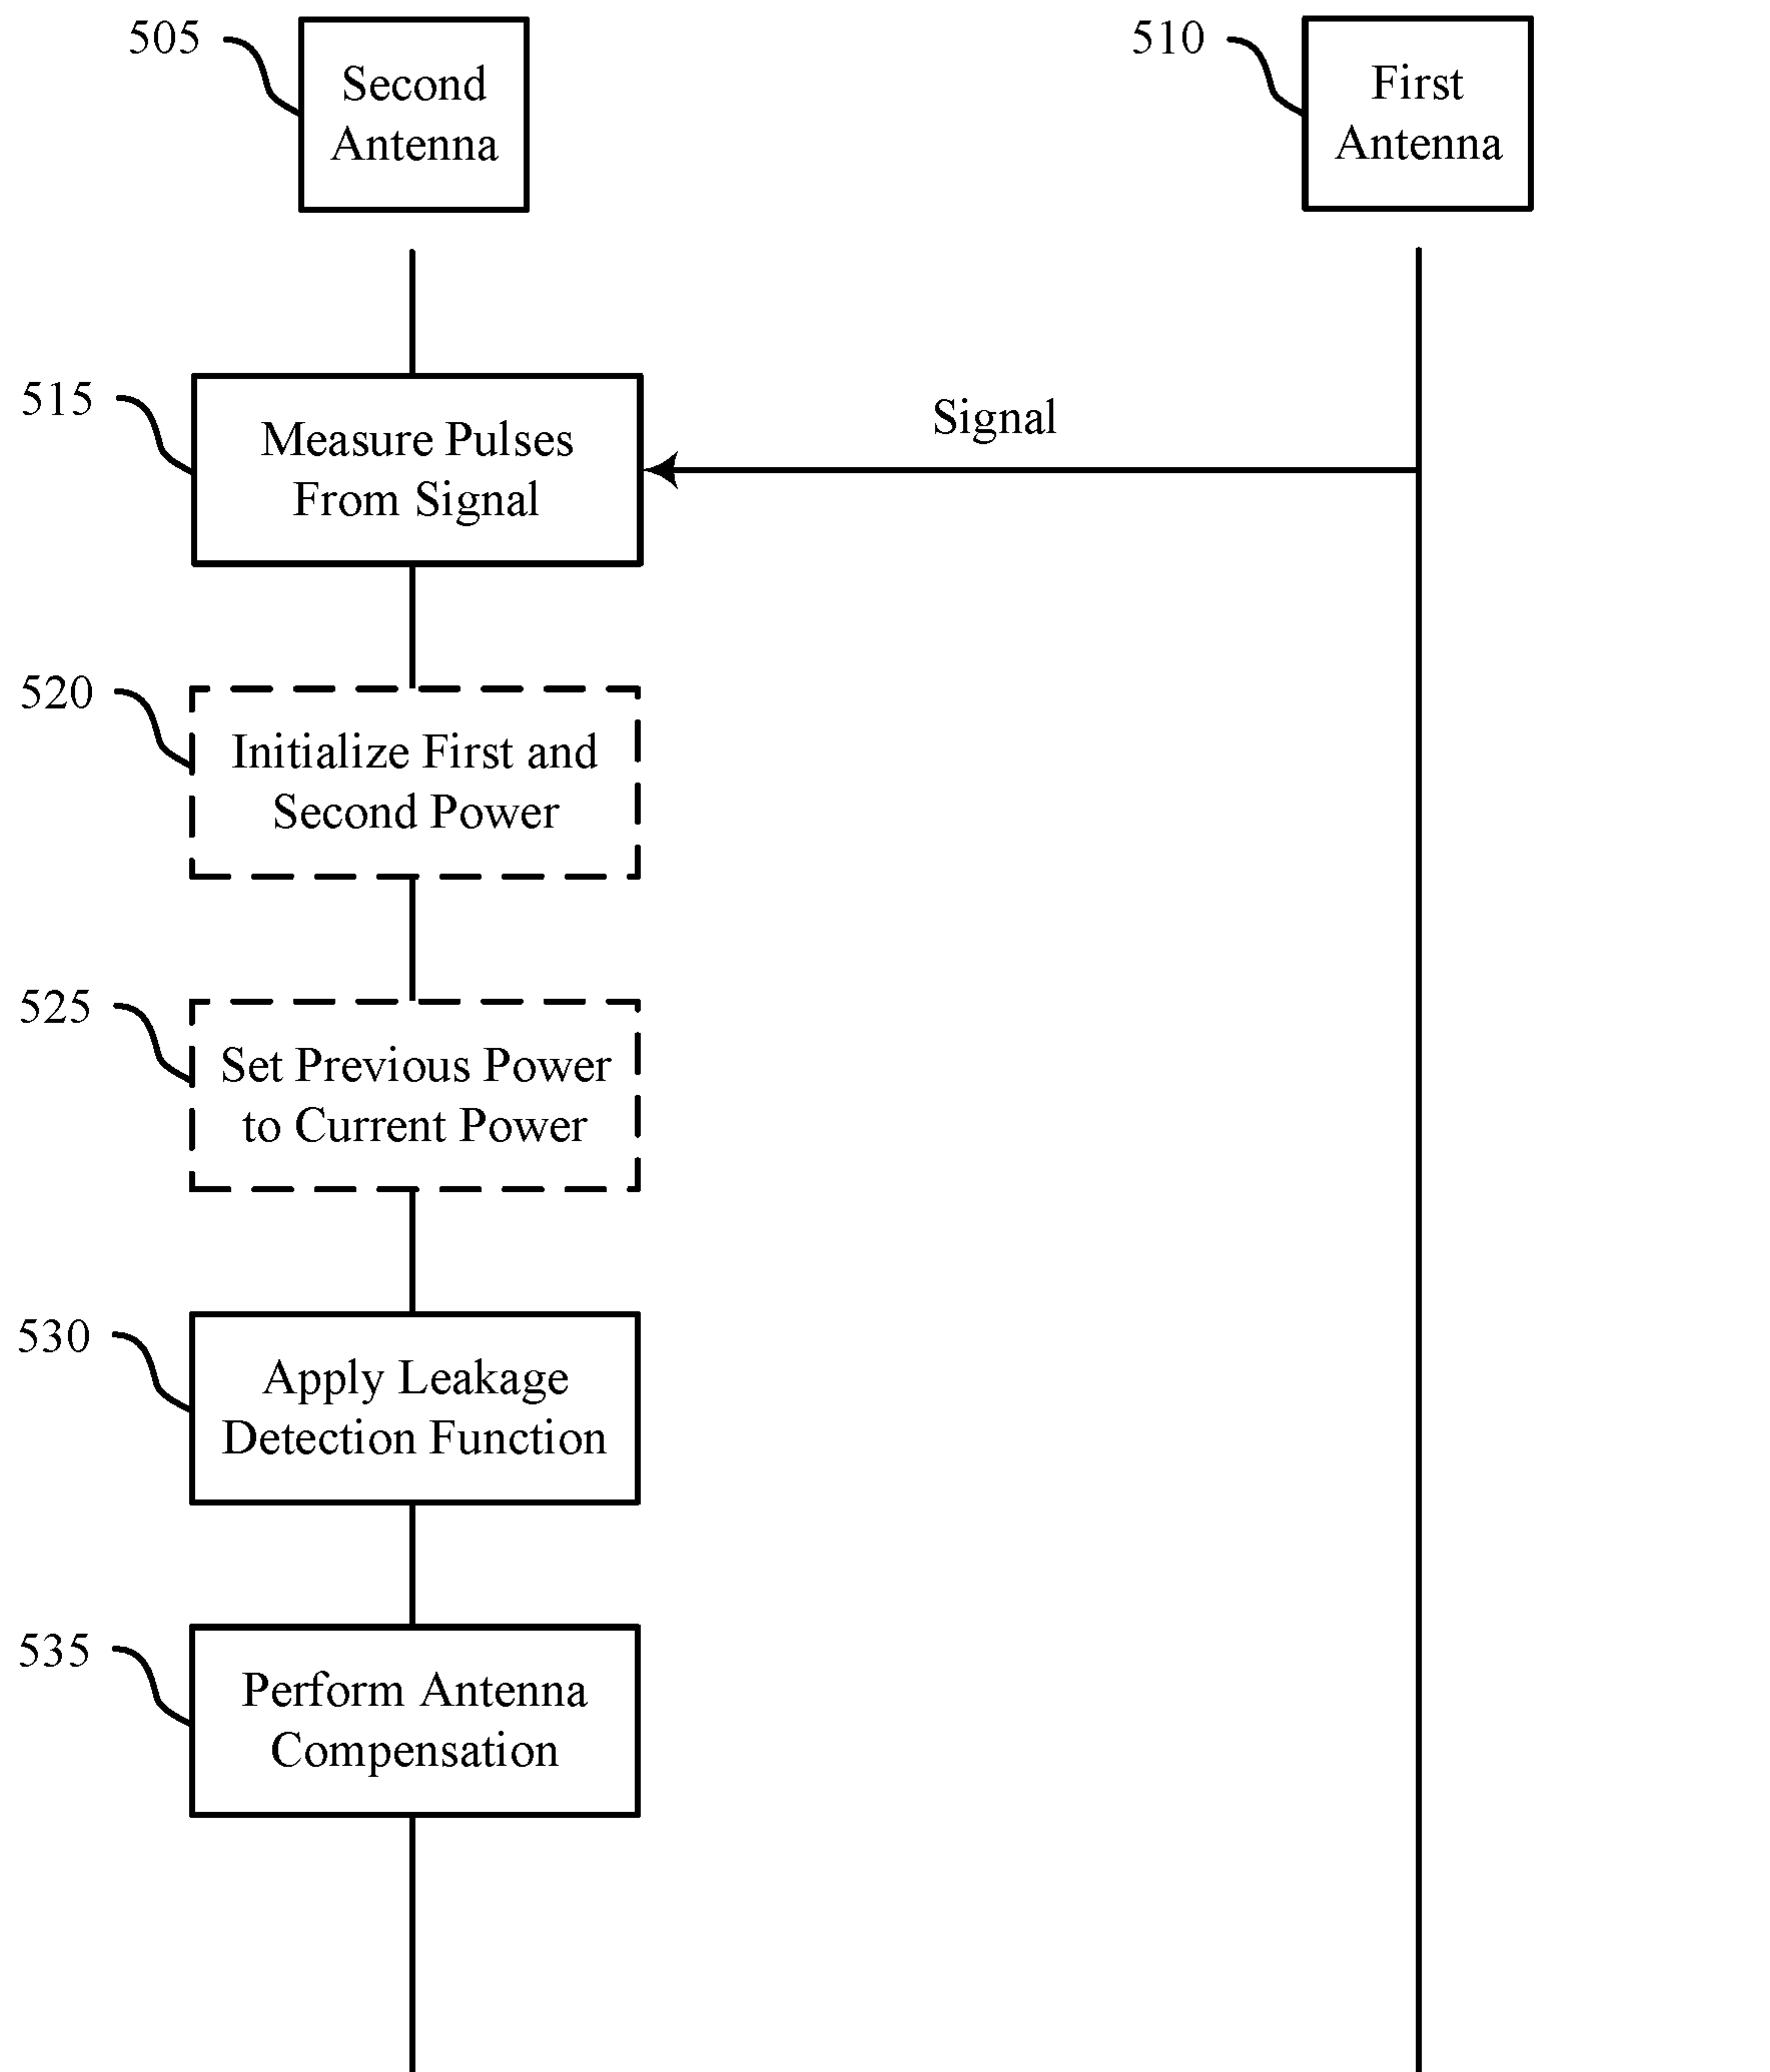 505
Second
Antenna
510
First
Antenna
515
Measure Pulses
From Signal
Signal
520
Initialize First and
Second Power
525
Set Previous Power
to Current Power
530
Apply Leakage
Detection Function
535
Perform Antenna
Compensation